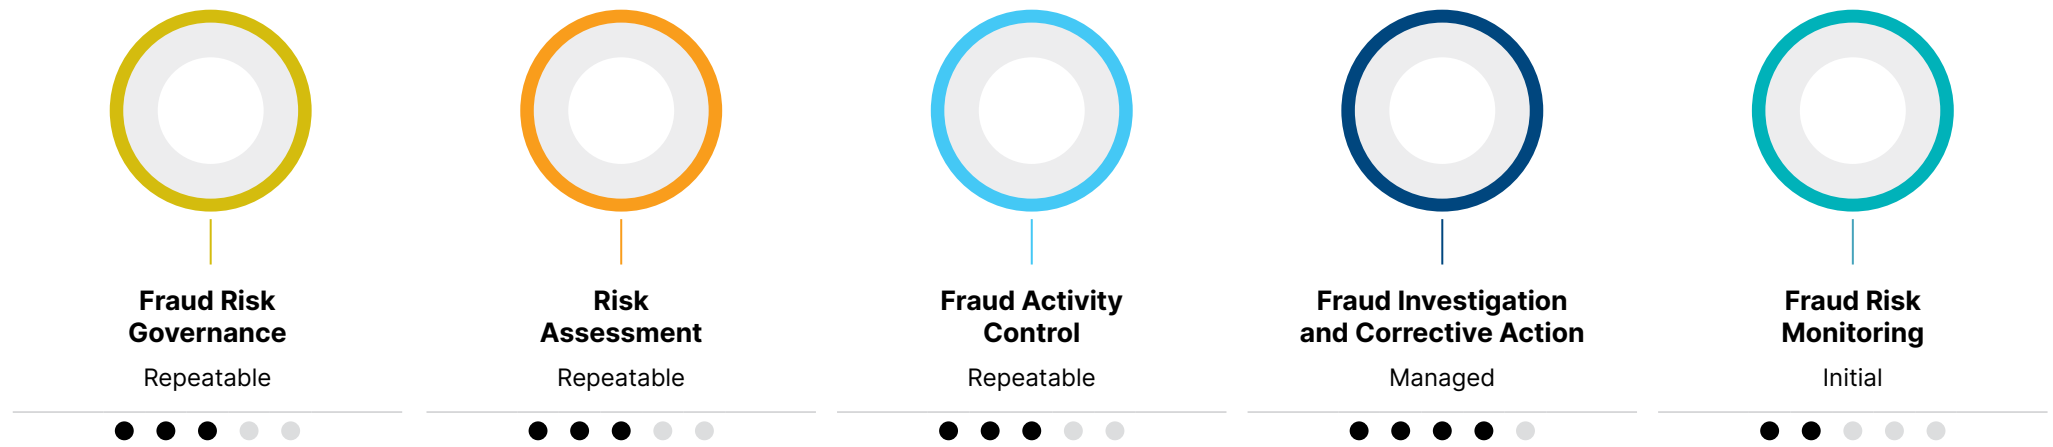 Fraud Risk
Governance
Repeatable
Risk
Assessment
Repeatable
Fraud Activity
Control
Repeatable
Fraud Investigation
and Corrective Action
Managed
Fraud Risk
Monitoring
Initial